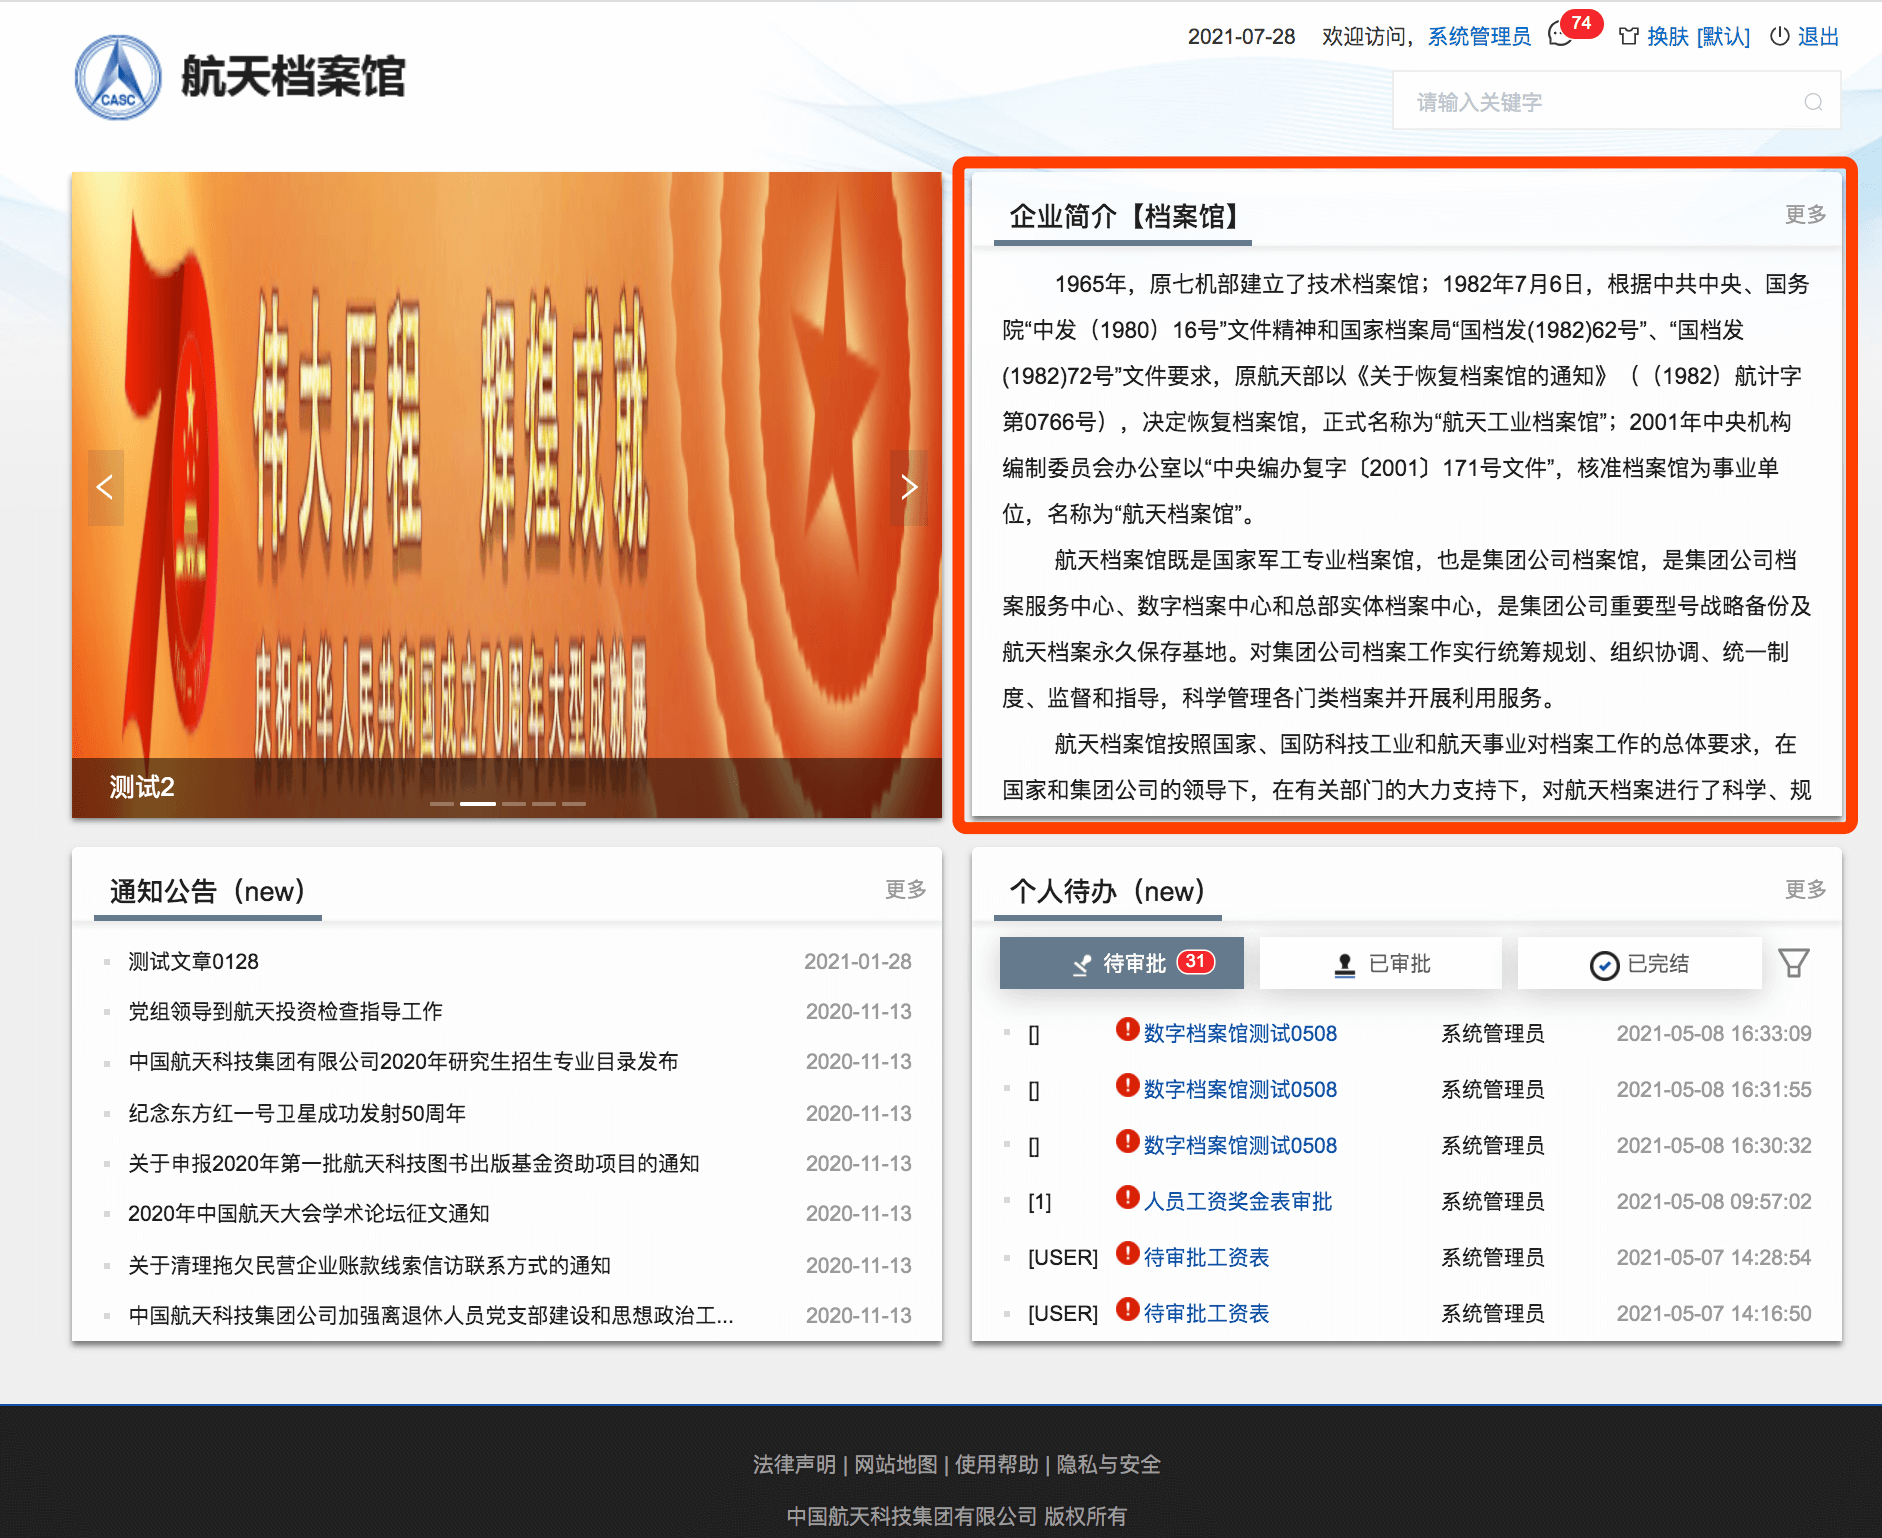 2021-07-28 欢迎访问，系统管理员 74 换肤 [默认] 退出
CASC 航天档案馆
请输入关键字
伟大历程 辉煌成就
庆祝中华人民共和国成立70周年大型成就展
测试2
企业简介【档案馆】 更多
1965年，原七机部建立了技术档案馆；1982年7月6日，根据中共中央、国务
院“中发（1980）16号”文件精神和国家档案局“国档发(1982)62号”、“国档发
(1982)72号”文件要求，原航天部以《关于恢复档案馆的通知》（（1982）航计字
第0766号），决定恢复档案馆，正式名称为“航天工业档案馆”；2001年中央机构
编制委员会办公室以“中央编办复字〔2001〕171号文件”，核准档案馆为事业单
位，名称为“航天档案馆”。
航天档案馆既是国家军工专业档案馆，也是集团公司档案馆，是集团公司档
案服务中心、数字档案中心和总部实体档案中心，是集团公司重要型号战略备份及
航天档案永久保存基地。对集团公司档案工作实行统筹规划、组织协调、统一制
度、监督和指导，科学管理各门类档案并开展利用服务。
航天档案馆按照国家、国防科技工业和航天事业对档案工作的总体要求，在
国家和集团公司的领导下，在有关部门的大力支持下，对航天档案进行了科学、规
通知公告（new） 更多
测试文章0128 2021-01-28
党组领导到航天投资检查指导工作 2020-11-13
中国航天科技集团有限公司2020年研究生招生专业目录发布 2020-11-13
纪念东方红一号卫星成功发射50周年 2020-11-13
关于申报2020年第一批航天科技图书出版基金资助项目的通知 2020-11-13
2020年中国航天大会学术论坛征文通知 2020-11-13
关于清理拖欠民营企业账款线索信访联系方式的通知 2020-11-13
中国航天科技集团公司加强离退休人员党支部建设和思想政治工... 2020-11-13
个人待办（new） 更多
待审批 31 已审批 已完结
[] 数字档案馆测试0508 系统管理员 2021-05-08 16:33:09
[] 数字档案馆测试0508 系统管理员 2021-05-08 16:31:55
[] 数字档案馆测试0508 系统管理员 2021-05-08 16:30:32
[1] 人员工资奖金表审批 系统管理员 2021-05-08 09:57:02
[USER] 待审批工资表 系统管理员 2021-05-07 14:28:54
[USER] 待审批工资表 系统管理员 2021-05-07 14:16:50
法律声明 | 网站地图 | 使用帮助 | 隐私与安全
中国航天科技集团有限公司 版权所有